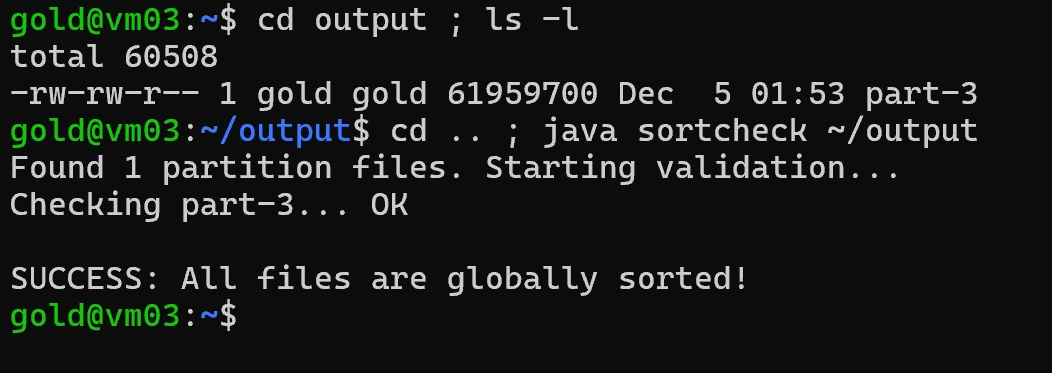 gold@vm03:~$ cd output ; ls -l
total 60508
-rw-rw-r-- 1 gold gold 61959700 Dec  5 01:53 part-3
gold@vm03:~/output$ cd .. ; java sortcheck ~/output
Found 1 partition files. Starting validation...
Checking part-3... OK

SUCCESS: All files are globally sorted!
gold@vm03:~$